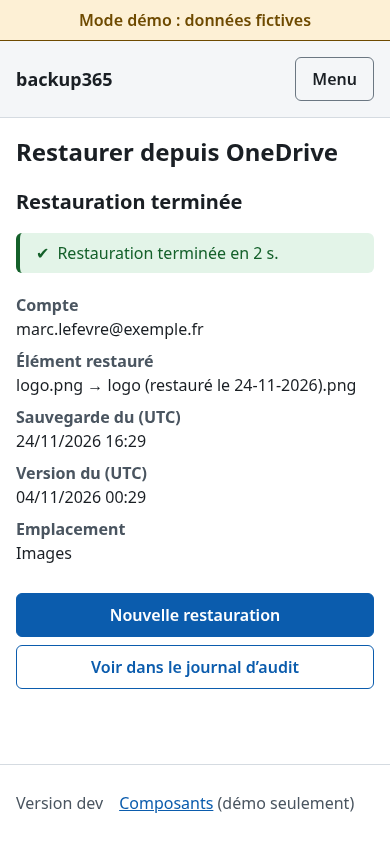 Mode démo : données fictives
backup365
Menu
Restaurer depuis OneDrive
Restauration terminée
✔ Restauration terminée en 2 s.
Compte
marc.lefevre@exemple.fr
Élément restauré
logo.png → logo (restauré le 24-11-2026).png
Sauvegarde du (UTC)
24/11/2026 16:29
Version du (UTC)
04/11/2026 00:29
Emplacement
Images
Nouvelle restauration
Voir dans le journal d’audit
Version dev Composants (démo seulement)